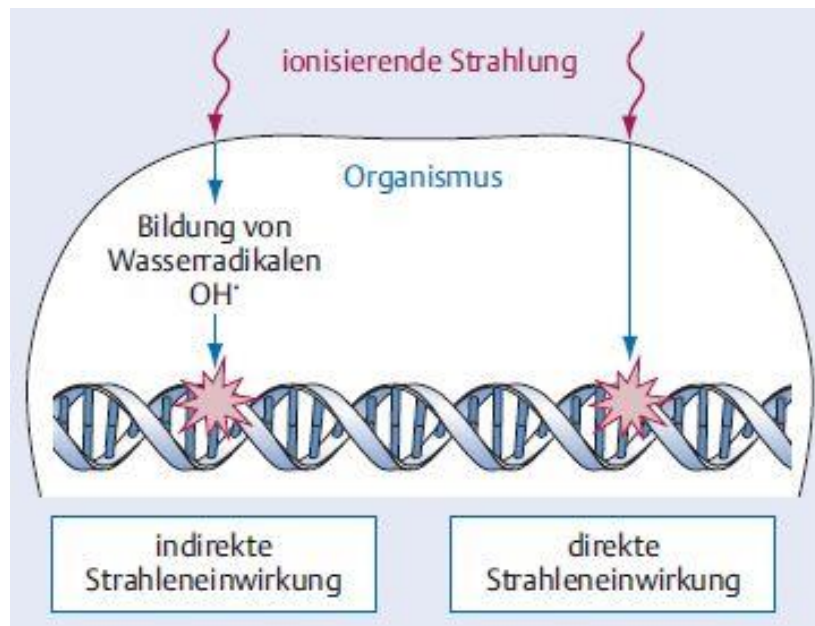 ionisierende Strahlung
Organismus
Bildung von
Wasserradikalen
OH•
indirekte
Strahleneinwirkung
direkte
Strahleneinwirkung